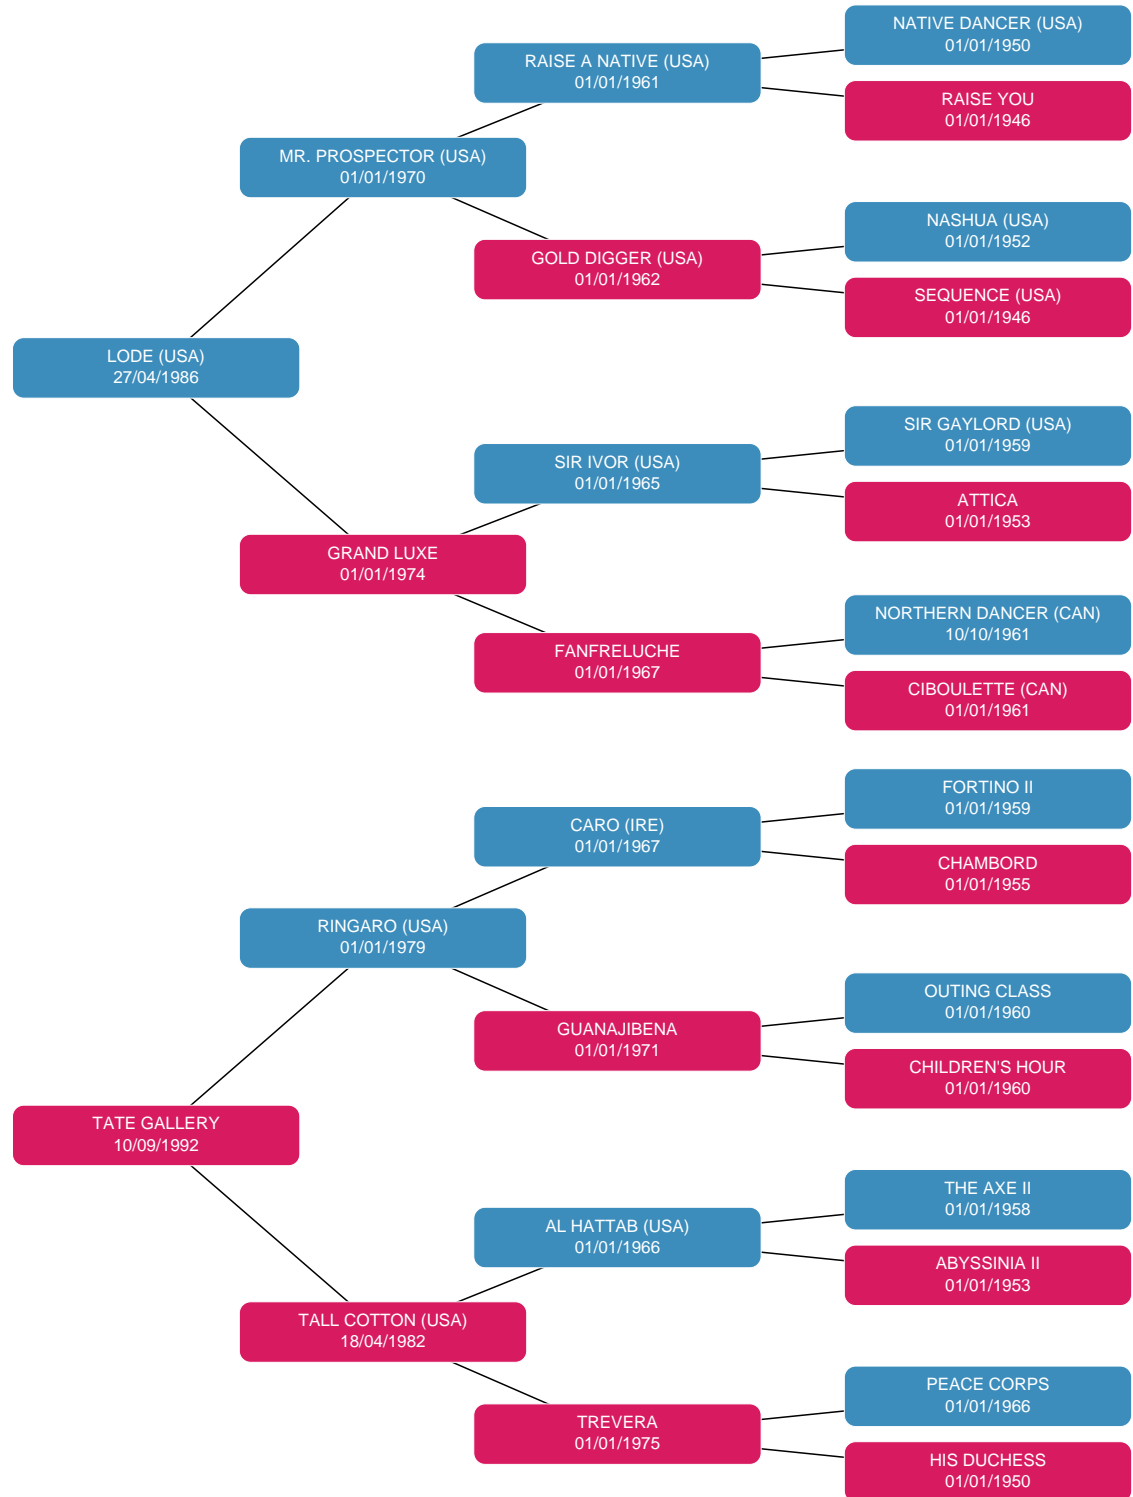 NATIVE DANCER (USA)
01/01/1950
RAISE A NATIVE (USA)
01/01/1961
RAISE YOU
01/01/1946
MR. PROSPECTOR (USA)
01/01/1970
NASHUA (USA)
01/01/1952
GOLD DIGGER (USA)
01/01/1962
SEQUENCE (USA)
01/01/1946
LODE (USA)
27/04/1986
SIR GAYLORD (USA)
01/01/1959
SIR IVOR (USA)
01/01/1965
ATTICA
01/01/1953
GRAND LUXE
01/01/1974
NORTHERN DANCER (CAN)
10/10/1961
FANFRELUCHE
01/01/1967
CIBOULETTE (CAN)
01/01/1961
FORTINO II
01/01/1959
CARO (IRE)
01/01/1967
CHAMBORD
01/01/1955
RINGARO (USA)
01/01/1979
OUTING CLASS
01/01/1960
GUANAJIBENA
01/01/1971
CHILDREN'S HOUR
01/01/1960
TATE GALLERY
10/09/1992
THE AXE II
01/01/1958
AL HATTAB (USA)
01/01/1966
ABYSSINIA II
01/01/1953
TALL COTTON (USA)
18/04/1982
PEACE CORPS
01/01/1966
TREVERA
01/01/1975
HIS DUCHESS
01/01/1950